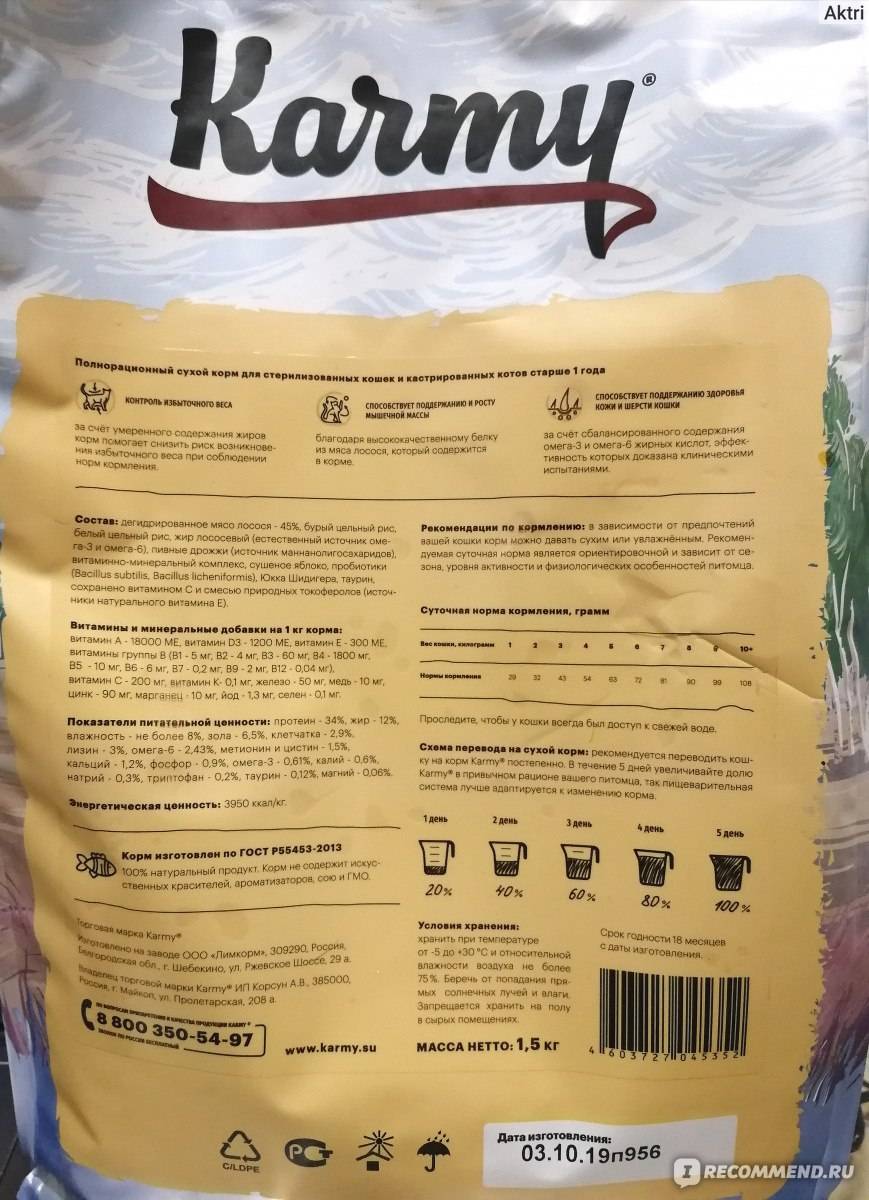 Aktri
Karmy®
Полнорационный сухой корм для стерилизованных кошек и кастрированных котов старше 1 года
КОНТРОЛЬ ИЗБЫТОЧНОГО ВЕСА
за счёт умеренного содержания жиров
корм помогает снизить риск возникнове-
ния избыточного веса при соблюдении
норм кормления.
СПОСОБСТВУЕТ ПОДДЕРЖАНИЮ И РОСТУ
МЫШЕЧНОЙ МАССЫ
благодаря высококачественному белку
из мяса лосося, который содержится
в корме.
СПОСОБСТВУЕТ ПОДДЕРЖАНИЮ ЗДОРОВЬЯ
КОЖИ И ШЕРСТИ КОШКИ
за счёт сбалансированного содержания
омега-3 и омега-6 жирных кислот, эффек-
тивность которых доказана клиническими
испытаниями.
Состав: дегидрированное мясо лосося - 45%, бурый цельный рис,
белый цельный рис, жир лососевый (естественный источник оме-
га-3 и омега-6), пивные дрожжи (источник маннанолигосахаридов),
витаминно-минеральный комплекс, сушеное яблоко, пробиотики
(Bacillus subtilis, Bacillus licheniformis), Юкка Шидигера, таурин,
сохранено витамином С и смесью природных токоферолов (источ-
ники натурального витамина Е).
Витамины и минеральные добавки на 1 кг корма:
витамин А - 18000 МЕ, витамин D3 - 1200 МЕ, витамин Е - 300 МЕ,
витамины группы В (В1 - 5 мг, В2 - 4 мг, В3 - 60 мг, В4 - 1800 мг,
В5 - 10 мг, В6 - 6 мг, В7 - 0,2 мг, В9 - 2 мг, В12 - 0,04 мг),
витамин С - 200 мг, витамин К- 0,1 мг, железо - 50 мг, медь - 10 мг,
цинк - 90 мг, марганец - 10 мг, йод - 1,3 мг, селен - 0,1 мг.
Показатели питательной ценности: протеин - 34%, жир - 12%,
влажность - не более 8%, зола - 6,5%, клетчатка - 2,9%,
лизин - 3%, омега-6 - 2,43%, метионин и цистин - 1,5%,
кальций - 1,2%, фосфор - 0,9%, омега-3 - 0,61%, калий - 0,6%,
натрий - 0,3%, триптофан - 0,2%, таурин - 0,12%, магний - 0,06%.
Энергетическая ценность: 3950 ккал/кг.
Корм изготовлен по ГОСТ Р55453-2013
100% натуральный продукт. Корм не содержит искус-
ственных красителей, ароматизаторов, сою и ГМО.
Торговая марка Karmy®
Изготовлено на заводе ООО «Лимкорм», 309290, Россия,
Белгородская обл., г. Шебекино, ул. Ржевское Шоссе, 29 а.
Владелец торговой марки Karmy® ИП Корсун А.В., 385000,
Россия, г. Майкоп, ул. Пролетарская, 208 а.
ПО ВОПРОСАМ ПРИОБРЕТЕНИЯ И КАЧЕСТВА ПРОДУКЦИИ KARMY®
8 800 350-54-97
ЗВОНОК ПО РОССИИ БЕСПЛАТНЫЙ
www.karmy.su
Рекомендации по кормлению: в зависимости от предпочтений
вашей кошки корм можно давать сухим или увлажнённым. Рекомен-
дуемая суточная норма является ориентировочной и зависит от се-
зона, уровня активности и физиологических особенностей питомца.
Суточная норма кормления, грамм
Вес кошки, килограмм 1 2 3 4 5 6 7 8 9 10+
Нормы кормления 29 32 43 54 63 72 81 90 99 108
Проследите, чтобы у кошки всегда был доступ к свежей воде.
Схема перевода на сухой корм: рекомендуется переводить кош-
ку на корм Karmy® постепенно. В течение 5 дней увеличивайте долю
Karmy® в привычном рационе вашего питомца, так пищеварительная
система лучше адаптируется к изменению корма.
1 день 2 день 3 день 4 день 5 день
20% 40% 60% 80% 100%
Условия хранения:
хранить при температуре
от -5 до +30 °С и относительной
влажности воздуха не более
75%. Беречь от попадания пря-
мых солнечных лучей и влаги.
Запрещается хранить на полу
в сырых помещениях.
МАССА НЕТТО: 1,5 КГ
Срок годности 18 месяцев
с даты изготовления.
4 603727 045352
C/LDPE
РСТ
Дата изготовления:
03.10.19п956
IRECOMMEND.RU